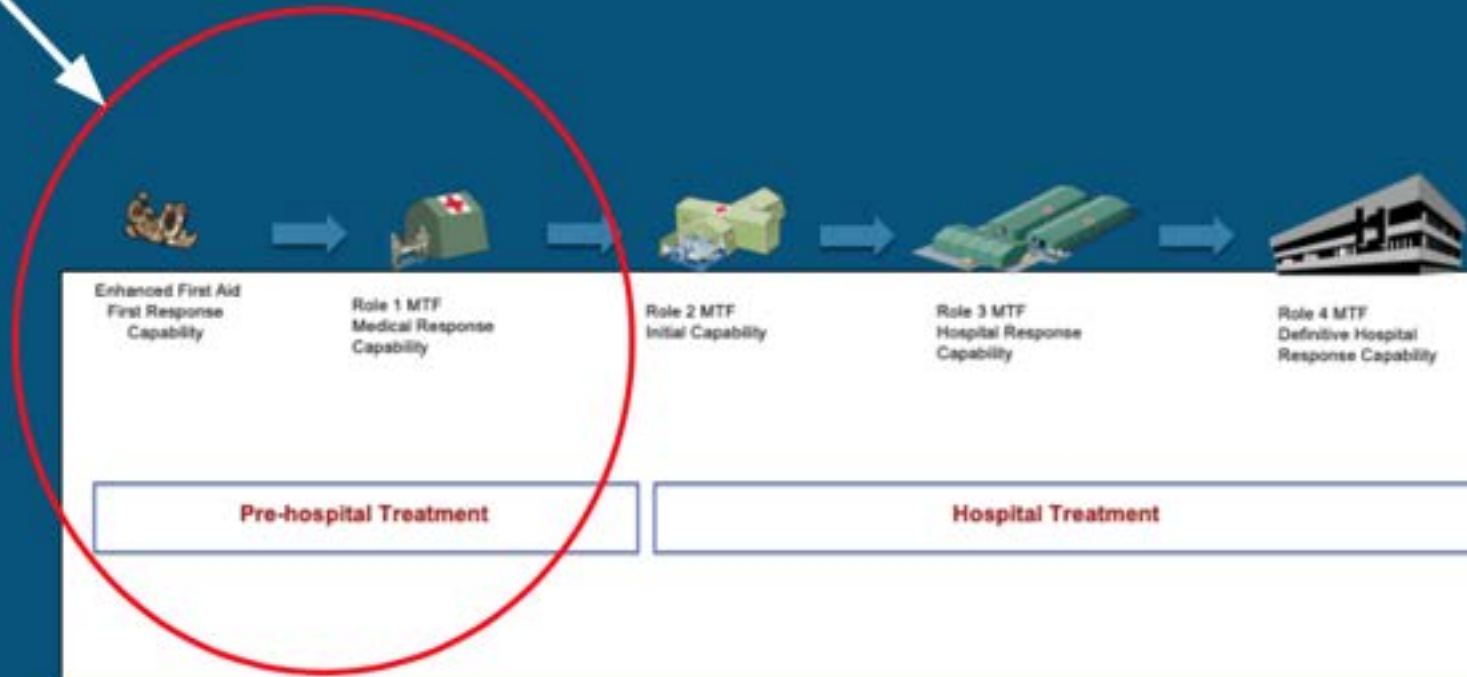 Enhanced First Aid
First Response
Capability
Role 1 MTF
Medical Response
Capability
Role 2 MTF
Initial Capability
Role 3 MTF
Hospital Response
Capability
H
Role 4 MTF
Definitive Hospital
Response Capability
Pre-hospital Treatment
Hospital Treatment